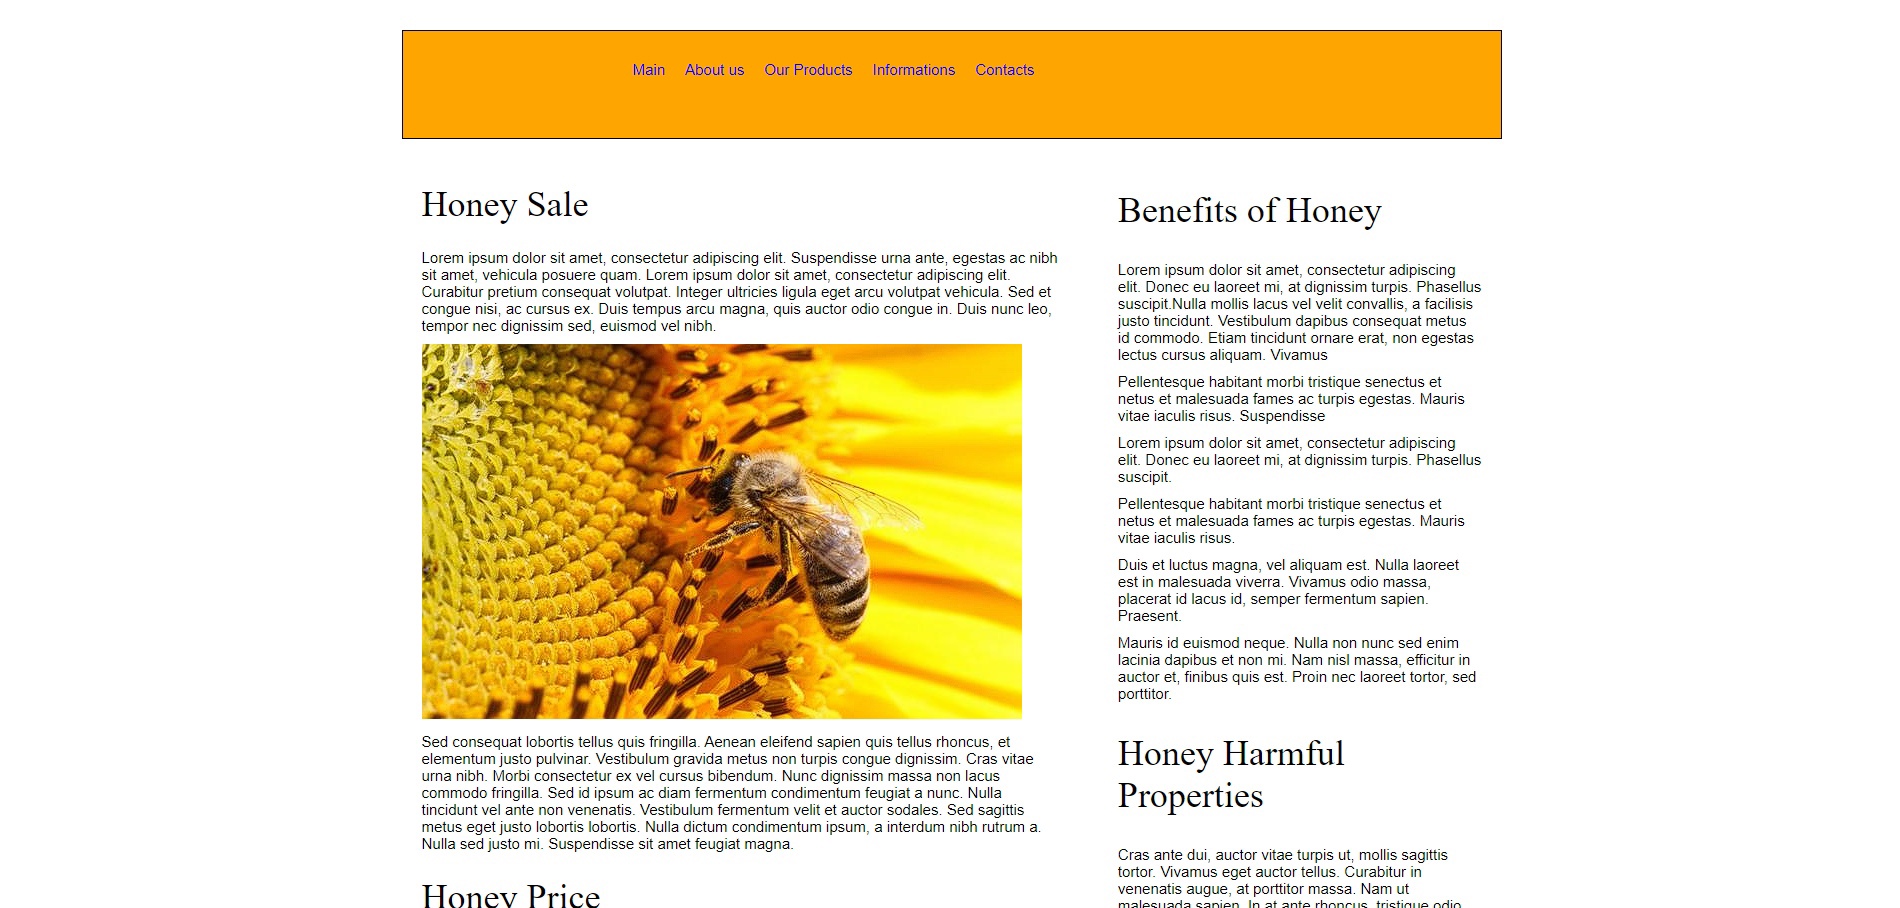 Main About us Our Products Informations Contacts
Honey Sale
Lorem ipsum dolor sit amet, consectetur adipiscing elit. Suspendisse urna ante, egestas ac nibh
sit amet, vehicula posuere quam. Lorem ipsum dolor sit amet, consectetur adipiscing elit.
Curabitur pretium consequat volutpat. Integer ultricies ligula eget arcu volutpat vehicula. Sed et
congue nisi, ac cursus ex. Duis tempus arcu magna, quis auctor odio congue in. Duis nunc leo,
tempor nec dignissim sed, euismod vel nibh.
Sed consequat lobortis tellus quis fringilla. Aenean eleifend sapien quis tellus rhoncus, et
elementum justo pulvinar. Vestibulum gravida metus non turpis congue dignissim. Cras vitae
urna nibh. Morbi consectetur ex vel cursus bibendum. Nunc dignissim massa non lacus
commodo fringilla. Sed id ipsum ac diam fermentum condimentum feugiat a nunc. Nulla
tincidunt vel ante non venenatis. Vestibulum fermentum velit et auctor sodales. Sed sagittis
metus eget justo lobortis lobortis. Nulla dictum condimentum ipsum, a interdum nibh rutrum a.
Nulla sed justo mi. Suspendisse sit amet feugiat magna.
Honey Price
Benefits of Honey
Lorem ipsum dolor sit amet, consectetur adipiscing
elit. Donec eu laoreet mi, at dignissim turpis. Phasellus
suscipit.Nulla mollis lacus vel velit convallis, a facilisis
justo tincidunt. Vestibulum dapibus consequat metus
id commodo. Etiam tincidunt ornare erat, non egestas
lectus cursus aliquam. Vivamus
Pellentesque habitant morbi tristique senectus et
netus et malesuada fames ac turpis egestas. Mauris
vitae iaculis risus. Suspendisse
Lorem ipsum dolor sit amet, consectetur adipiscing
elit. Donec eu laoreet mi, at dignissim turpis. Phasellus
suscipit.
Pellentesque habitant morbi tristique senectus et
netus et malesuada fames ac turpis egestas. Mauris
vitae iaculis risus.
Duis et luctus magna, vel aliquam est. Nulla laoreet
est in malesuada viverra. Vivamus odio massa,
placerat id lacus id, semper fermentum sapien.
Praesent.
Mauris id euismod neque. Nulla non nunc sed enim
lacinia dapibus et non mi. Nam nisl massa, efficitur in
auctor et, finibus quis est. Proin nec laoreet tortor, sed
porttitor.
Honey Harmful
Properties
Cras ante dui, auctor vitae turpis ut, mollis sagittis
tortor. Vivamus eget auctor tellus. Curabitur in
venenatis augue, at porttitor massa. Nam ut
malesuada sapien. In at ante rhoncus, tristique odio